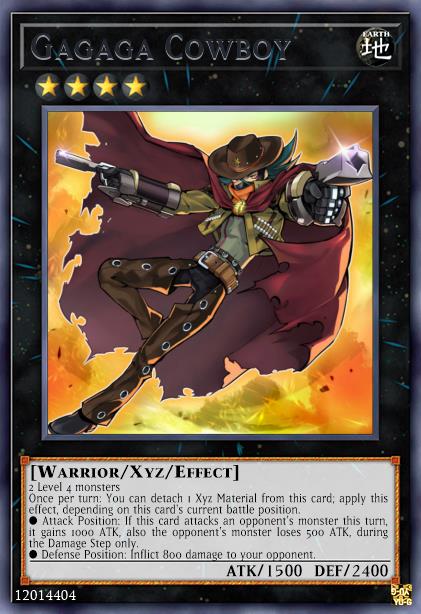 GAGAGA COWBOY
EARTH
地
[WARRIOR/XYZ/EFFECT]
2 Level 4 monsters
Once per turn: You can detach 1 Xyz Material from this card; apply this
effect, depending on this card's current battle position.
● Attack Position: If this card attacks an opponent's monster this turn,
it gains 1000 ATK, also the opponent's monster loses 500 ATK, during
the Damage Step only.
● Defense Position: Inflict 800 damage to your opponent.
ATK/1500 DEF/2400
12014404